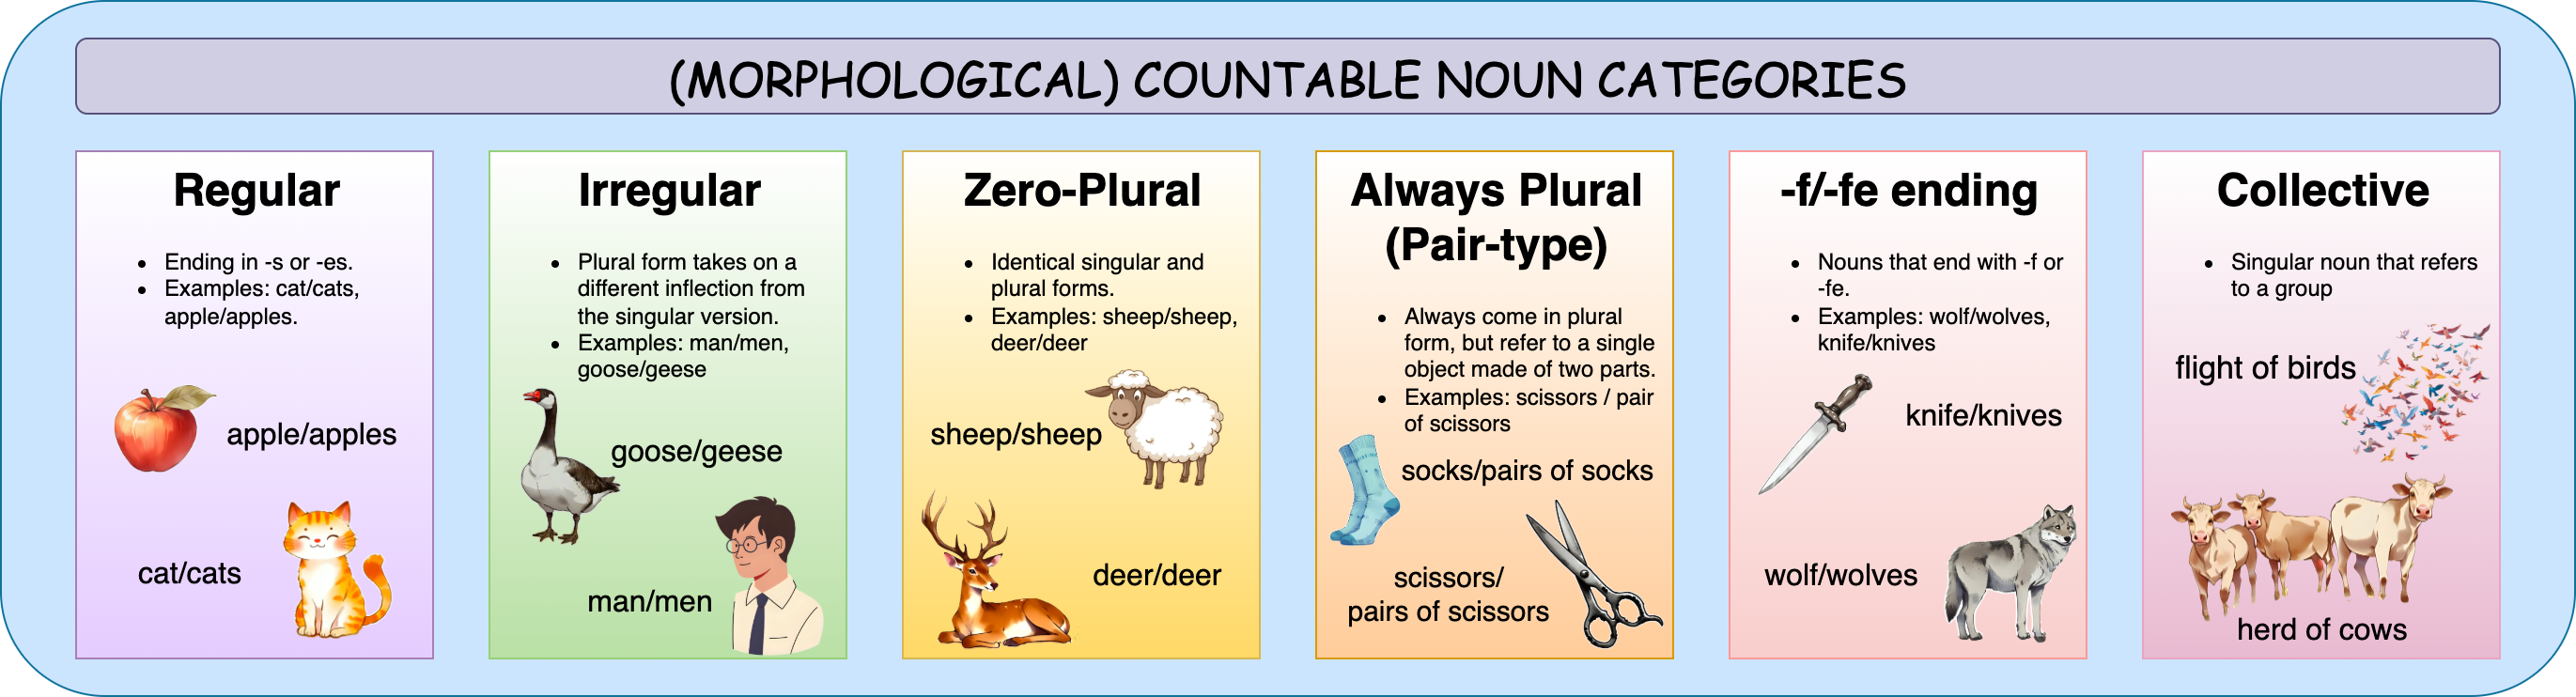 (MORPHOLOGICAL) COUNTABLE NOUN CATEGORIES
Regular
• Ending in -s or -es.
• Examples: cat/cats,
apple/apples.
apple/apples
cat/cats
Irregular
• Plural form takes on a
different inflection from
the singular version.
• Examples: man/men,
goose/geese
goose/geese
man/men
Zero-Plural
• Identical singular and
plural forms.
• Examples: sheep/sheep,
deer/deer
sheep/sheep
deer/deer
Always Plural
(Pair-type)
• Always come in plural
form, but refer to a single
object made of two parts.
• Examples: scissors / pair
of scissors
socks/pairs of socks
scissors/
pairs of scissors
-f/-fe ending
• Nouns that end with -f or
-fe.
• Examples: wolf/wolves,
knife/knives
knife/knives
wolf/wolves
Collective
• Singular noun that refers
to a group
flight of birds
herd of cows